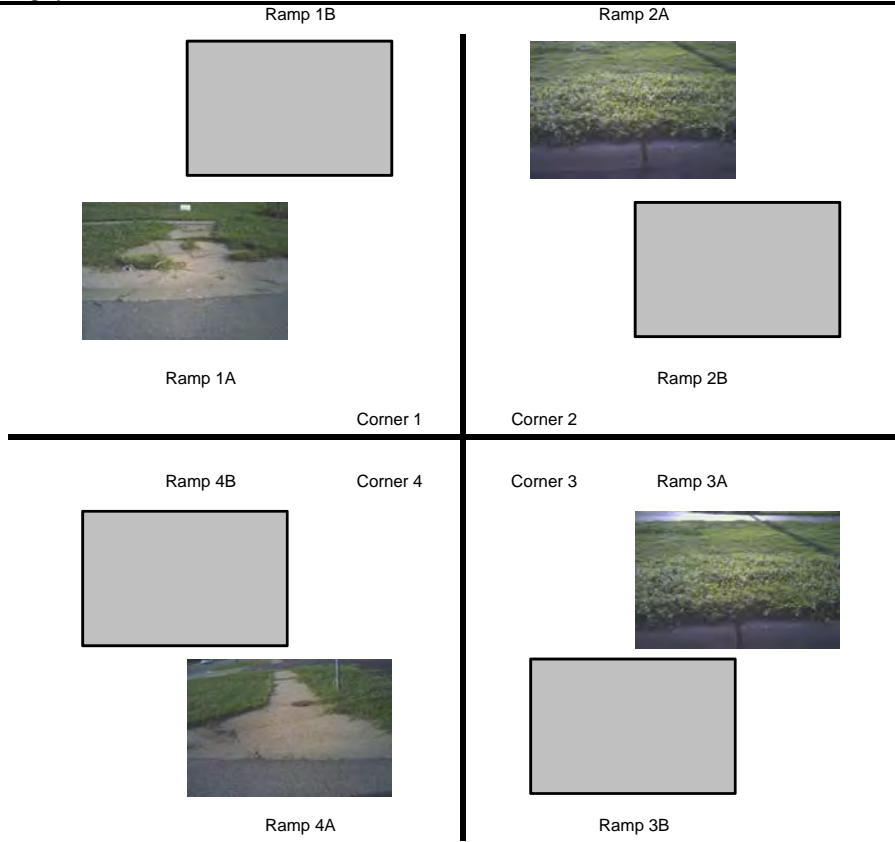 Ramp 1B
Ramp 2A
Ramp 1A
Ramp 2B
Corner 1
Corner 2
Ramp 4B
Corner 4
Corner 3
Ramp 3A
Ramp 4A
Ramp 3B